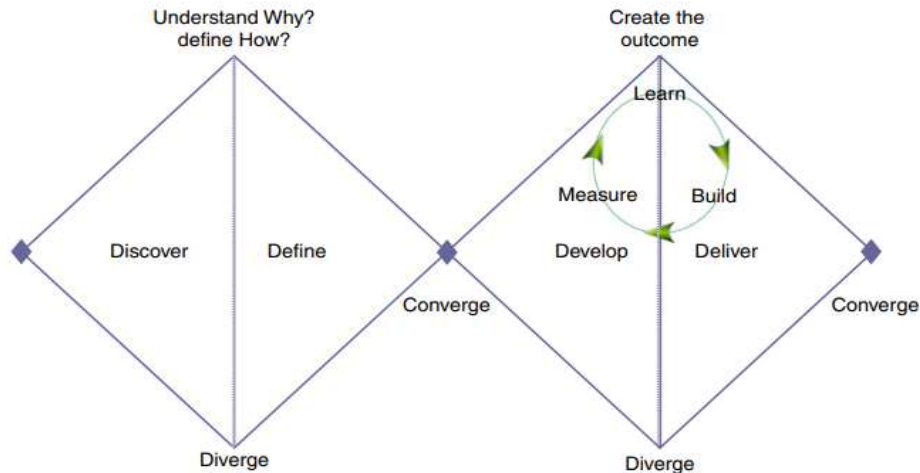 Understand Why?
define How?
Create the
outcome
Learn
Measure
Build
Discover
Define
Develop
Deliver
Converge
Converge
Diverge
Diverge